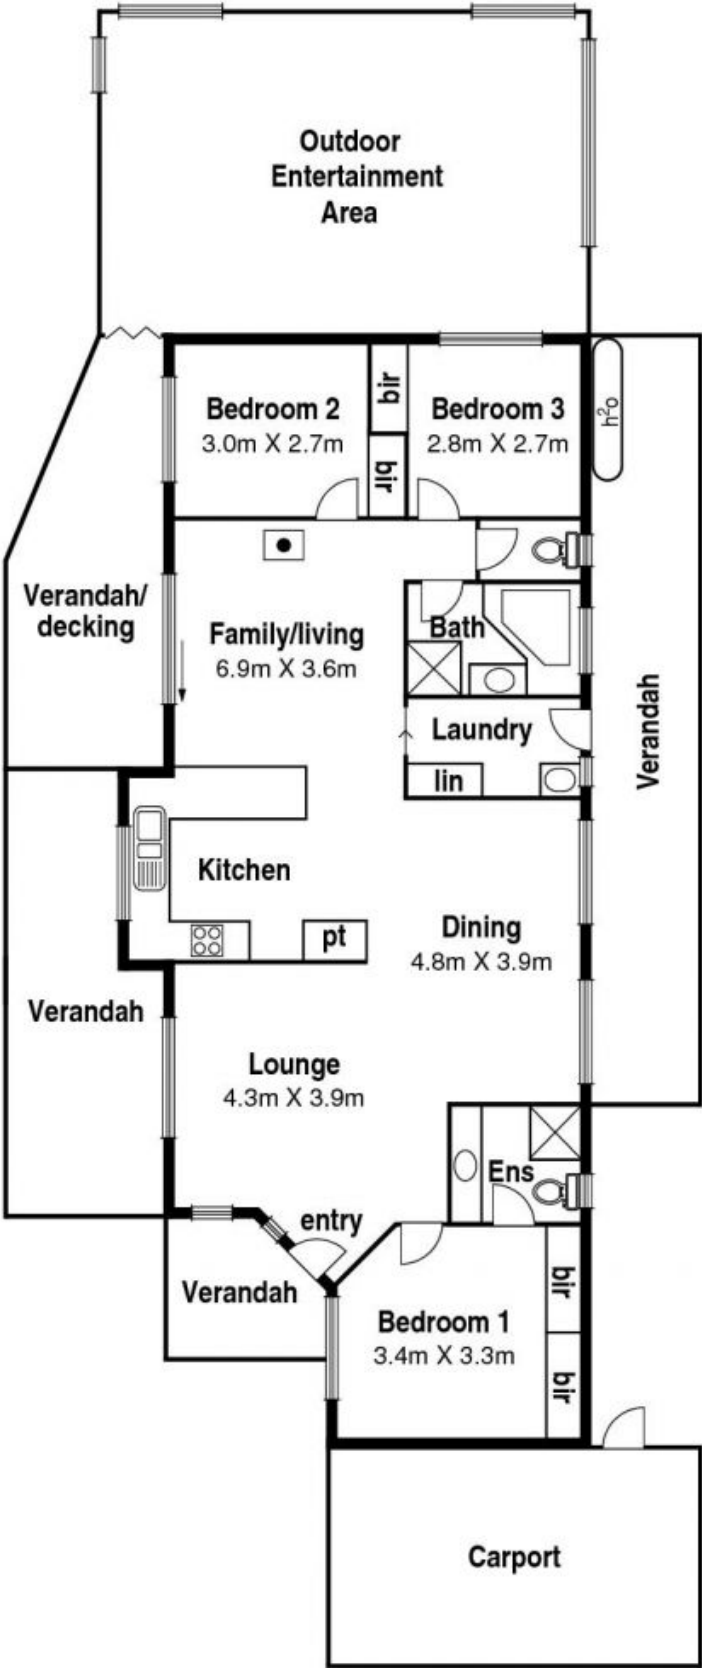 Outdoor
Entertainment
Area
Bedroom 2
3.0m X 2.7m
bir
bir
Bedroom 3
2.8m X 2.7m
h²o
Verandah/
decking
Family/living
6.9m X 3.6m
Bath
Laundry
lin
Verandah
Kitchen
pt
Dining
4.8m X 3.9m
Verandah
Lounge
4.3m X 3.9m
Ens
entry
Verandah
Bedroom 1
3.4m X 3.3m
bir
bir
Carport